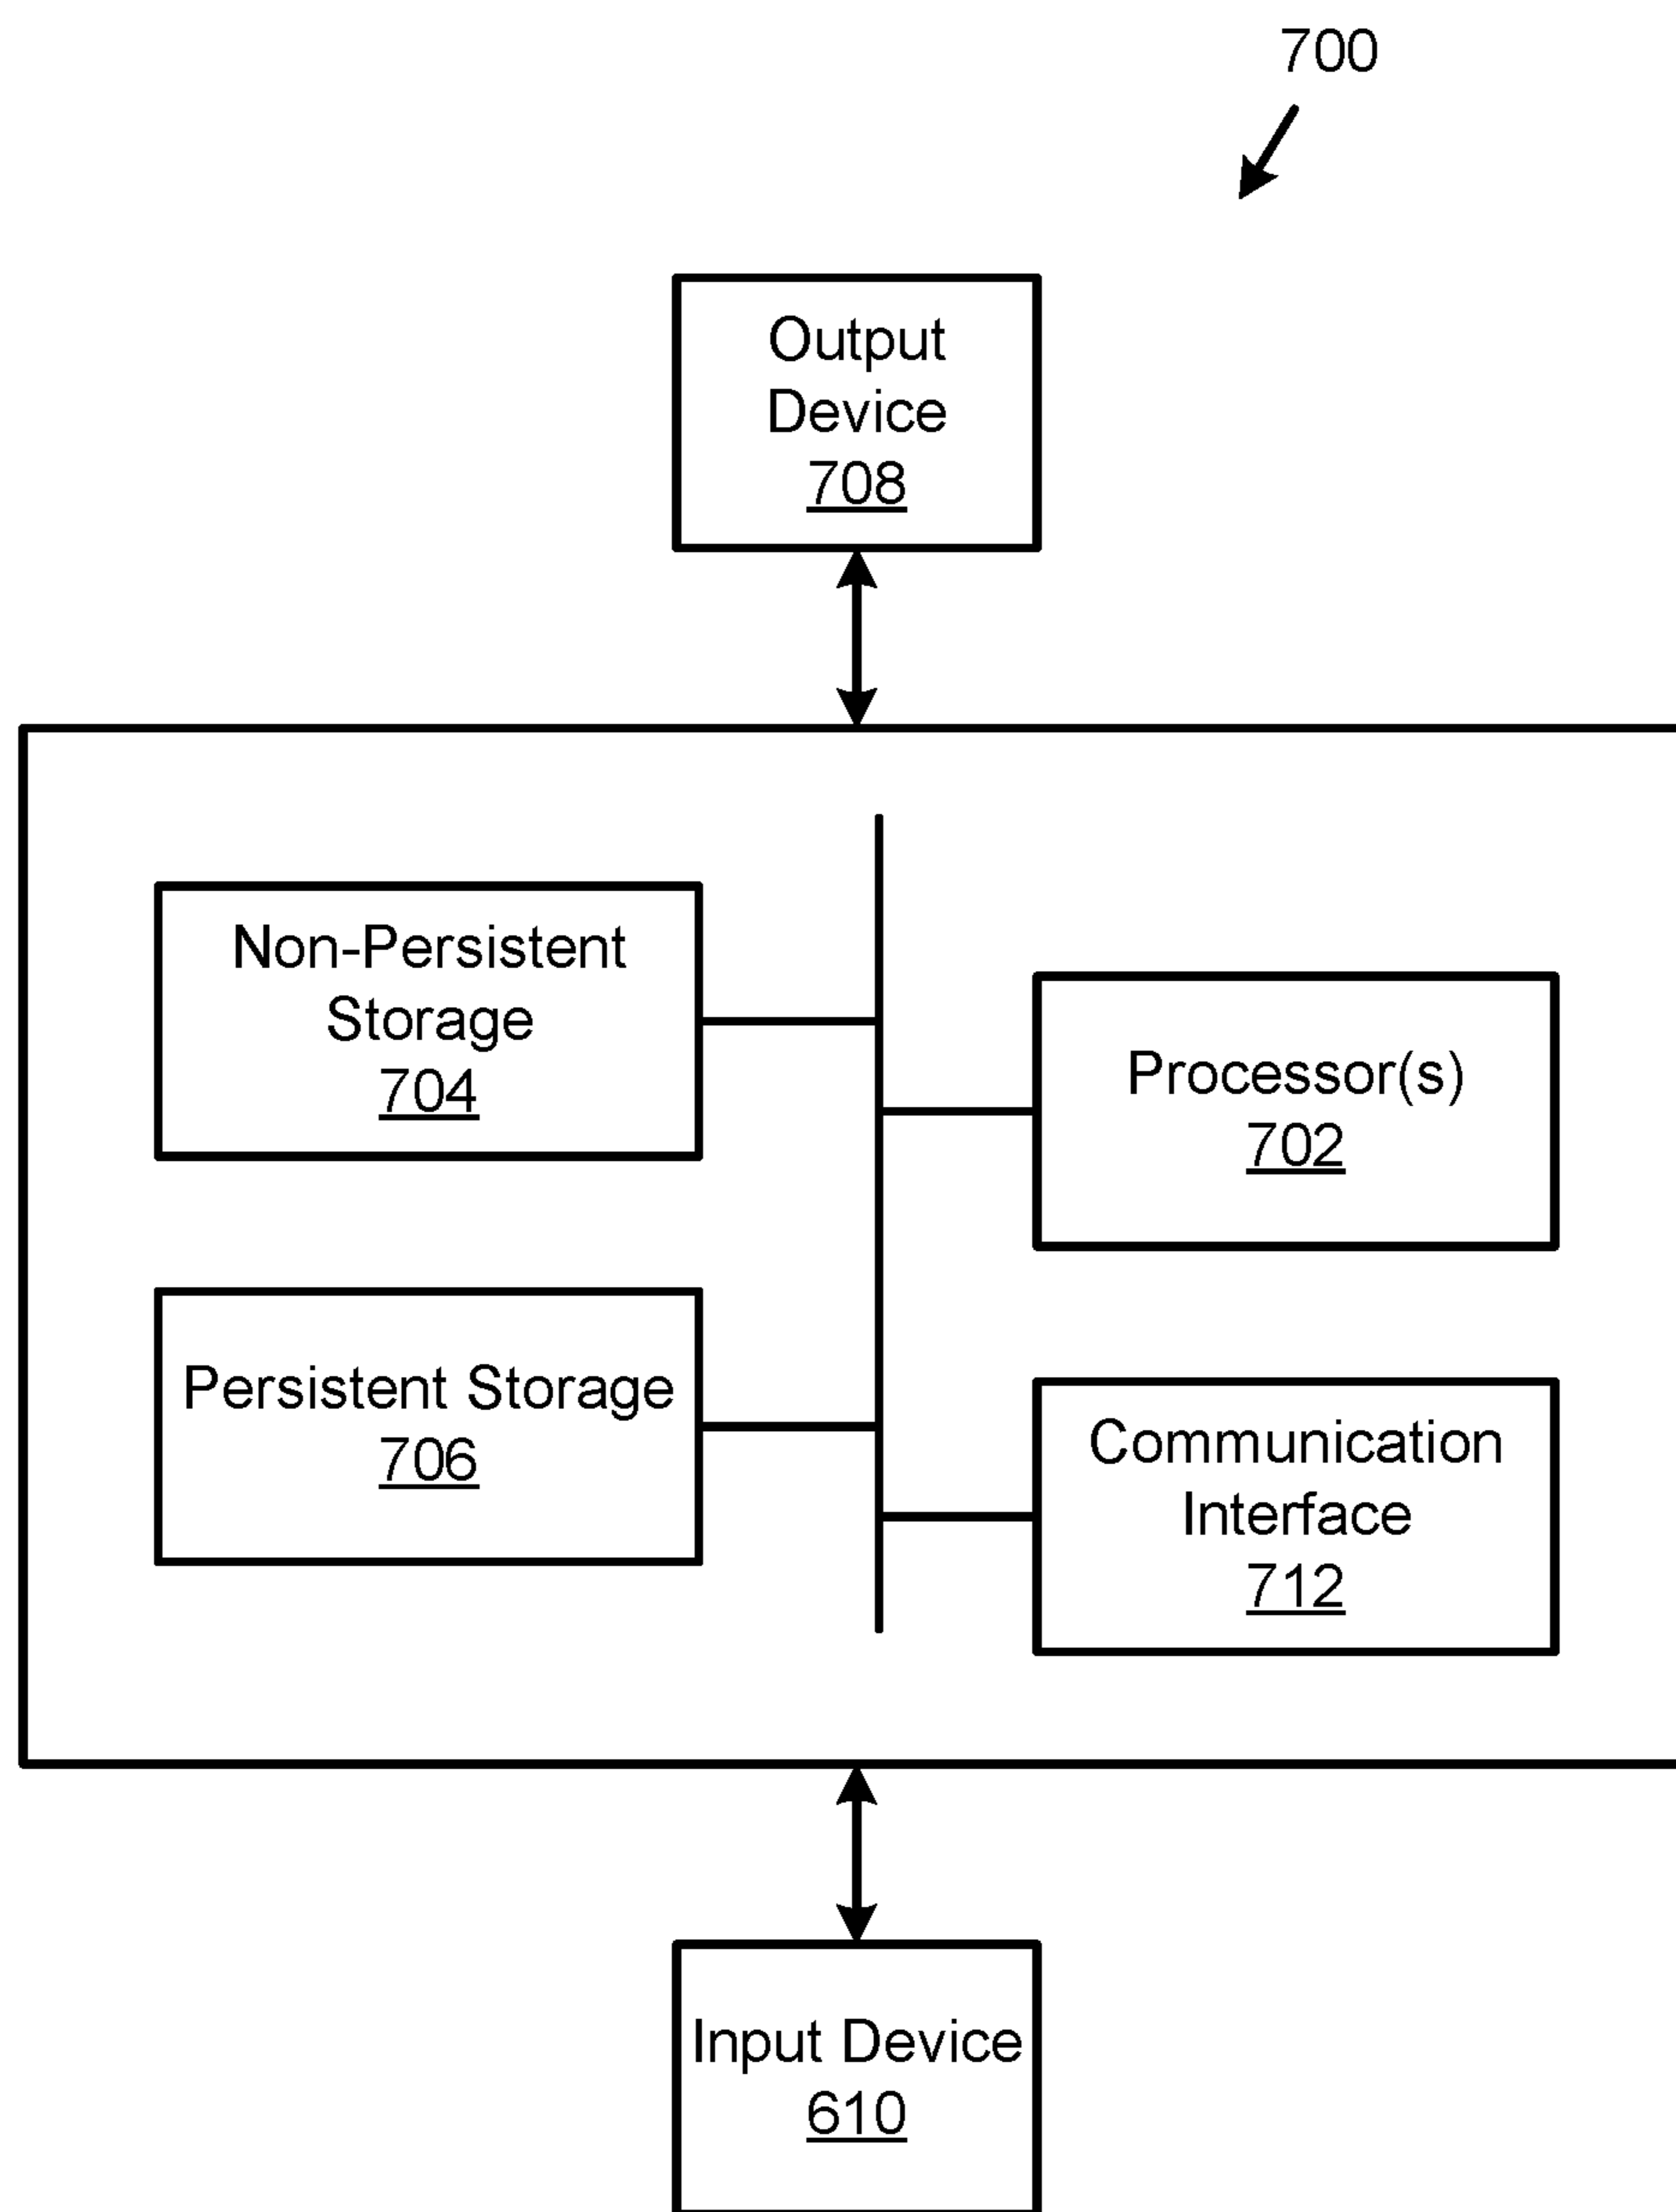 700
Output
Device
708
Non-Persistent
Storage
704
Processor(s)
702
Persistent Storage
706
Communication
Interface
712
Input Device
610